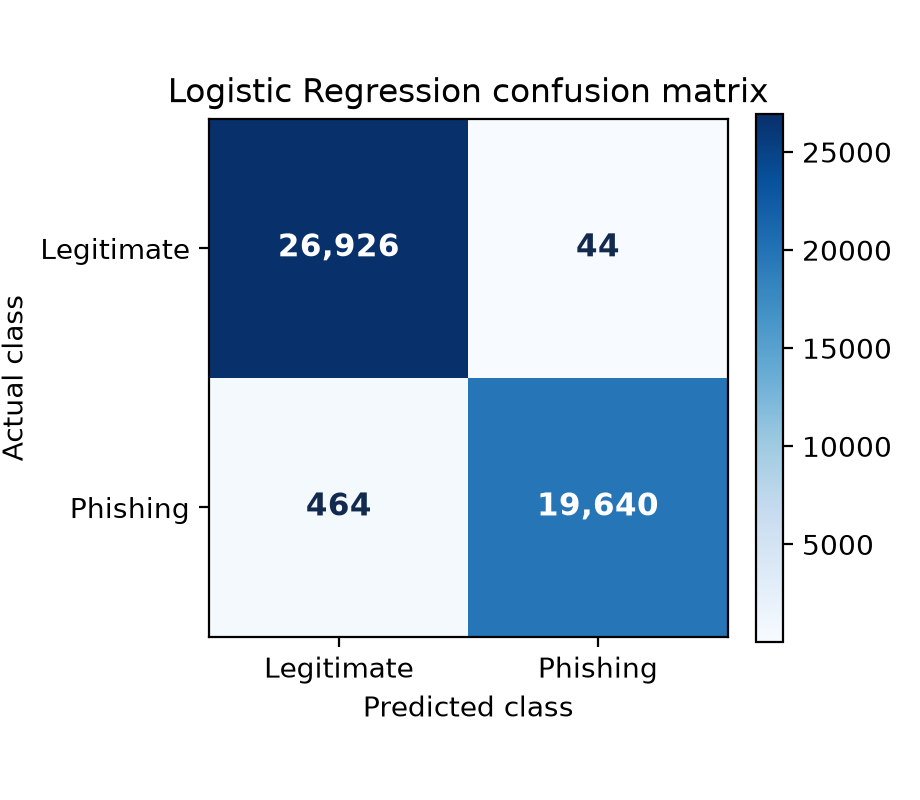 Logistic Regression confusion matrix
Actual class
Legitimate
26,926
44
Phishing
464
19,640
Legitimate
Phishing
Predicted class
25000
20000
15000
10000
5000